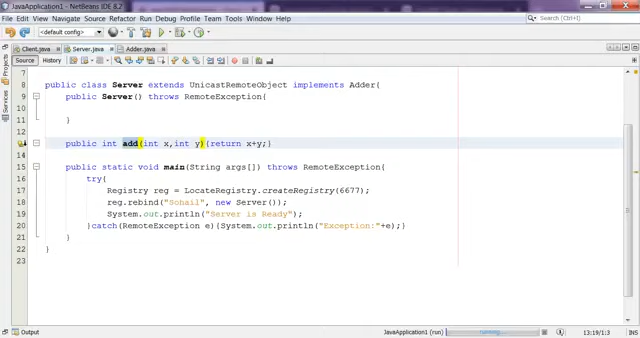 JavaApplication1 - NetBeans IDE 8.2
File Edit View Navigate Source Refactor Run Debug Profile Team Tools Window Help
Search (Ctrl+I)
<default config>
Client.java Server.java Adder.java
Source History
Projects
Services
7
8 public class Server extends UnicastRemoteObject implements Adder{
9 public Server() throws RemoteException{
10
11 }
12
public int add(int x,int y){return x+y;}
14
15 public static void main(String args[]) throws RemoteException{
16 try{
17 Registry reg = LocateRegistry.createRegistry(6677);
18 reg.rebind("Sonail", new Server());
19 System.out.println("Server is Ready");
20 }catch(RemoteException e){System.out.println("Exception:"+e);}
21 }
22 }
23
Output
JavaApplication1 (run) running... 13:19/1:3 INS